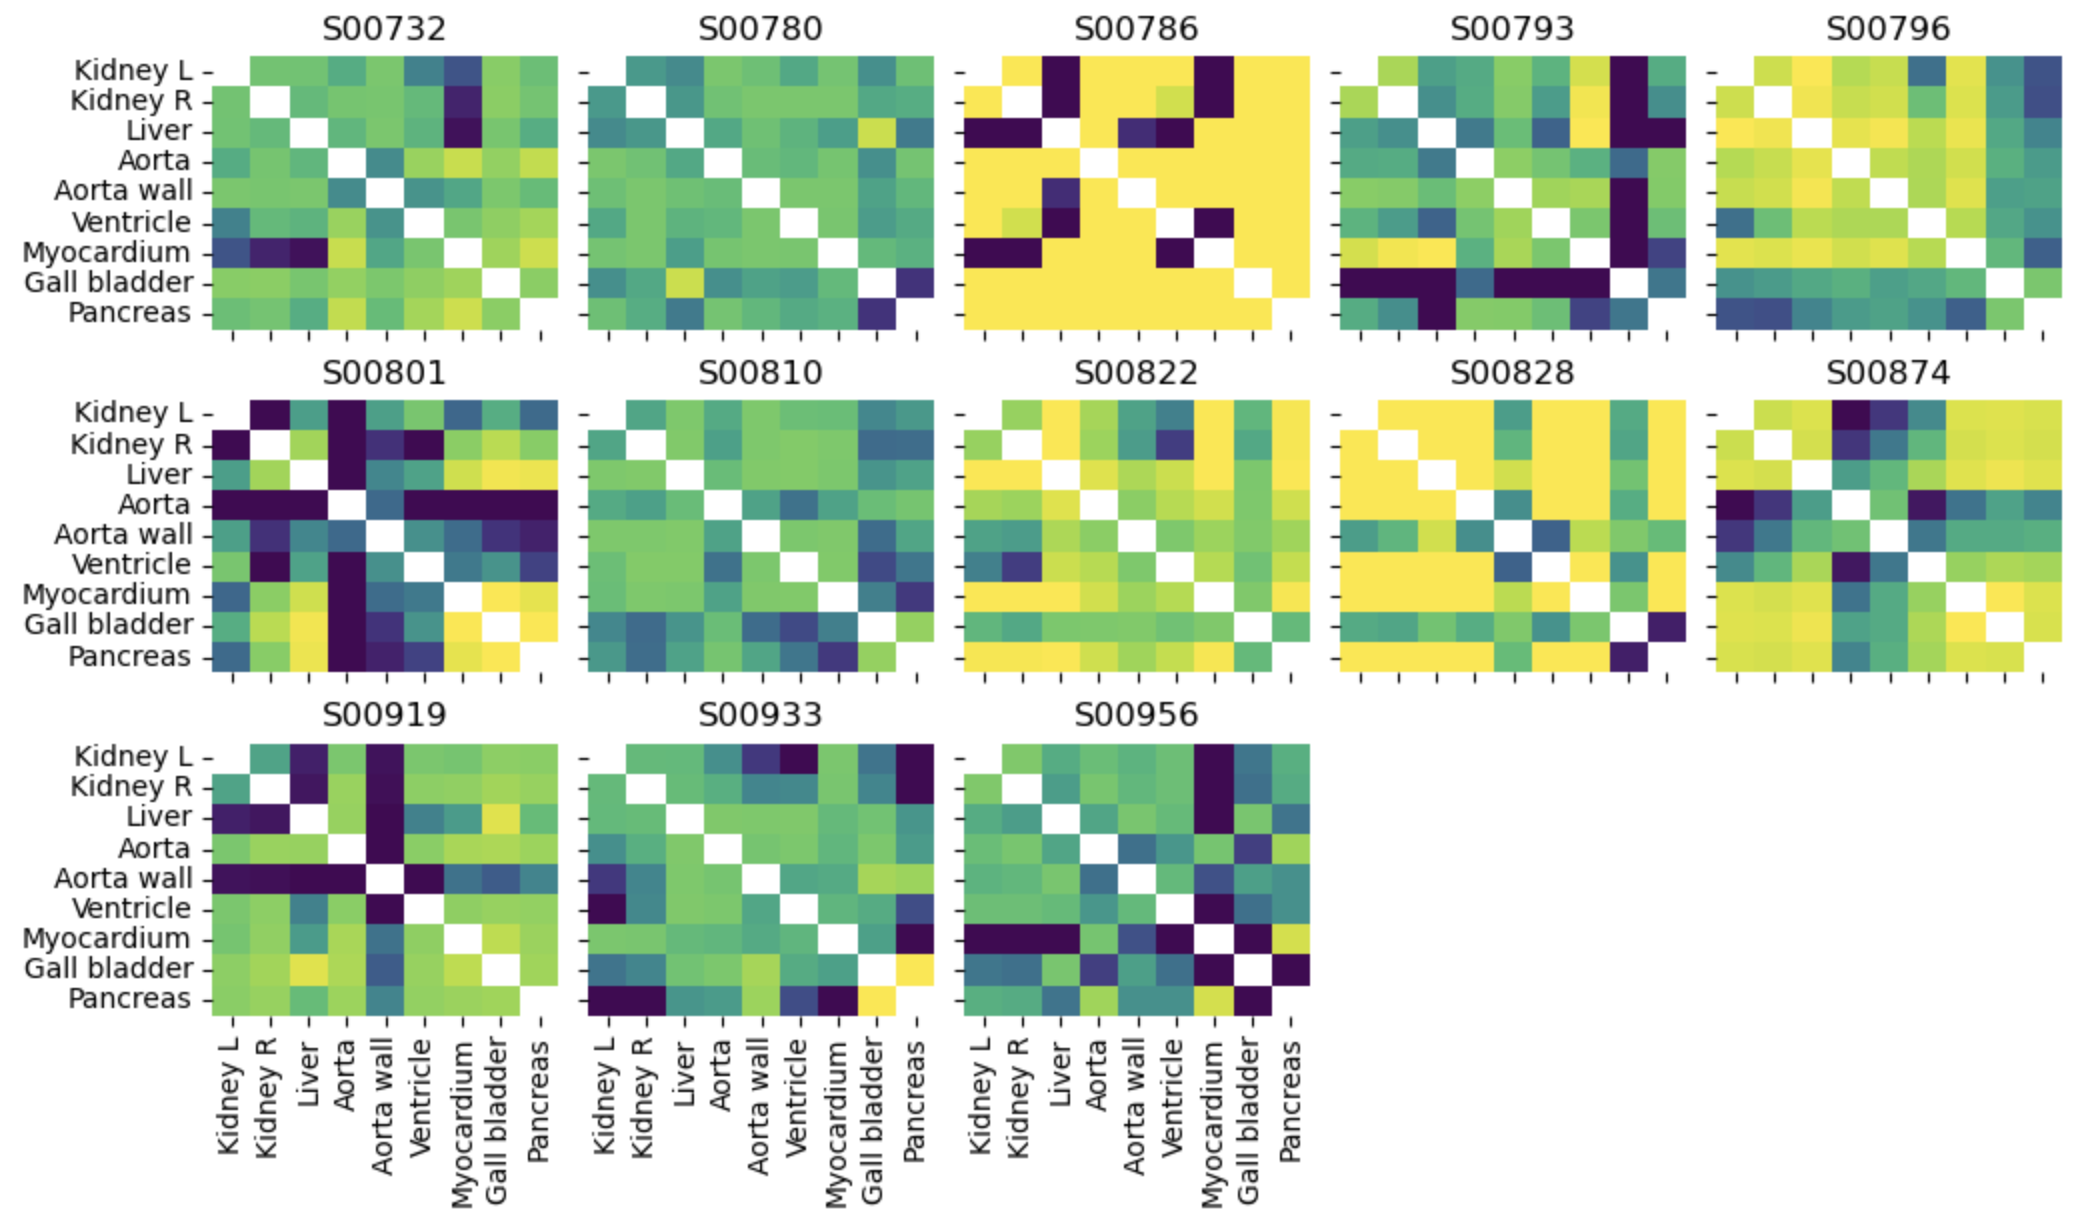 S00732 S00780 S00786 S00793 S00796
Kidney L
Kidney R
Liver
Aorta
Aorta wall
Ventricle
Myocardium
Gall bladder
Pancreas
S00801 S00810 S00822 S00828 S00874
Kidney L
Kidney R
Liver
Aorta
Aorta wall
Ventricle
Myocardium
Gall bladder
Pancreas
S00919 S00933 S00956
Kidney L
Kidney R
Liver
Aorta
Aorta wall
Ventricle
Myocardium
Gall bladder
Pancreas
Kidney L
Kidney R
Liver
Aorta
Aorta wall
Ventricle
Myocardium
Gall bladder
Pancreas
Kidney L
Kidney R
Liver
Aorta
Aorta wall
Ventricle
Myocardium
Gall bladder
Pancreas
Kidney L
Kidney R
Liver
Aorta
Aorta wall
Ventricle
Myocardium
Gall bladder
Pancreas